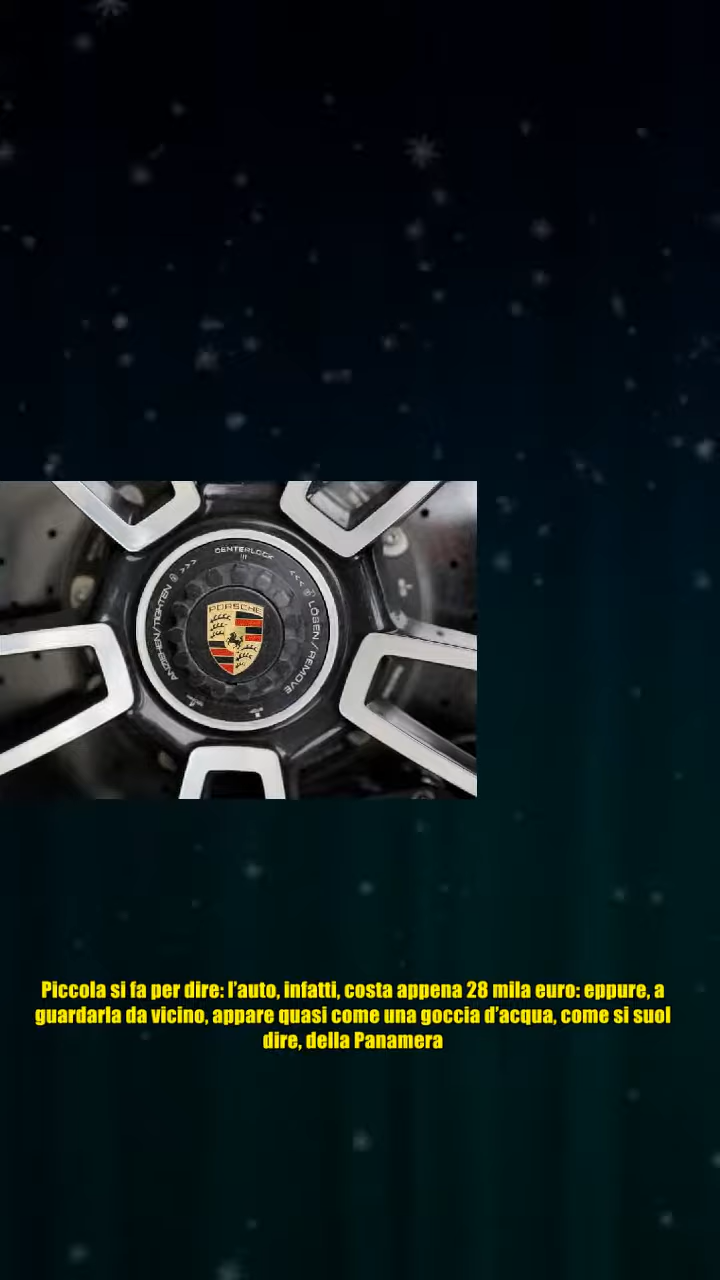 CENTERLOCK
<<< LÖSEN / REMOVE
ANZIEHEN/TIGHTEN >>>
PORSCHE
Piccola si fa per dire: l’auto, infatti, costa appena 28 mila euro: eppure, a
guardarla da vicino, appare quasi come una goccia d’acqua, come si suol
dire, della Panamera